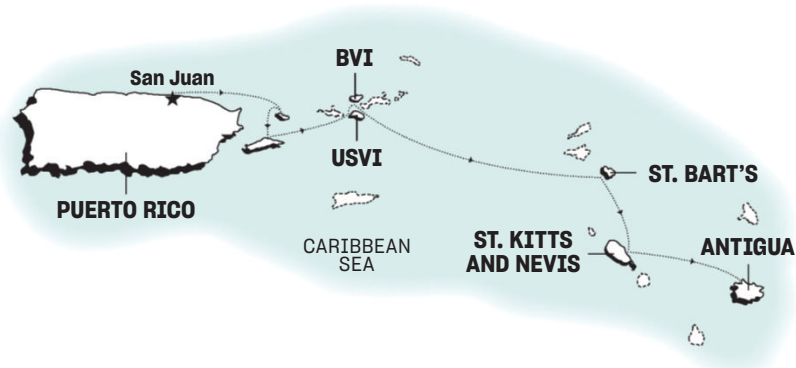 BVI
San Juan
USVI
PUERTO RICO
CARIBBEAN
SEA
ST. BART'S
ST. KITTS
AND NEVIS
ANTIGUA